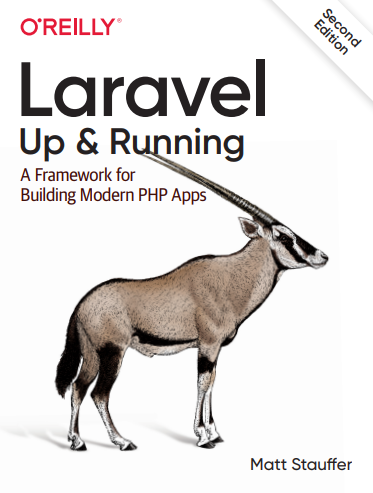 O'REILLY®
Second
Edition
Laravel
Up & Running
A Framework for
Building Modern PHP Apps
Matt Stauffer